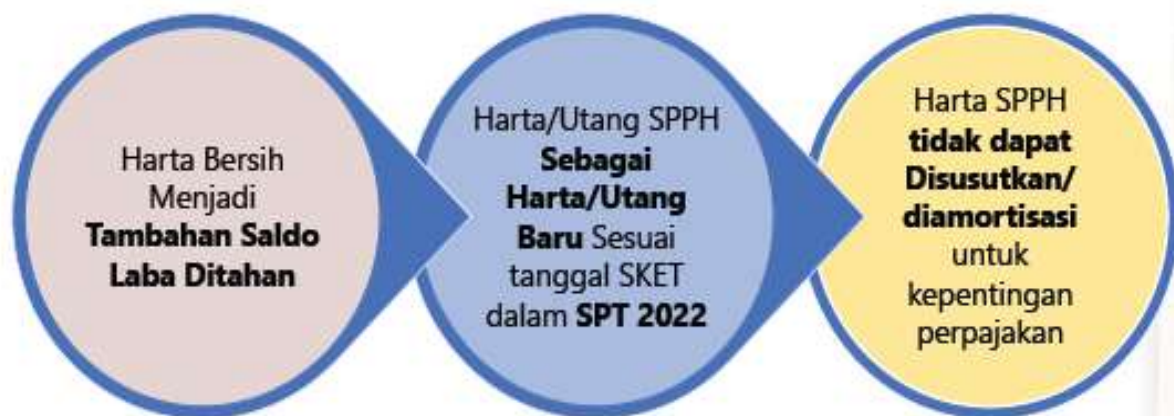 Harta Bersih
Menjadi
Tambahan Saldo
Laba Ditahan
Harta/Utang SPPH
Sebagai
Harta/Utang
Baru Sesuai
tanggal SKET
dalam SPT 2022
Harta SPPH
tidak dapat
Disusutkan/
diamortisasi
untuk
kepentingan
perpajakan